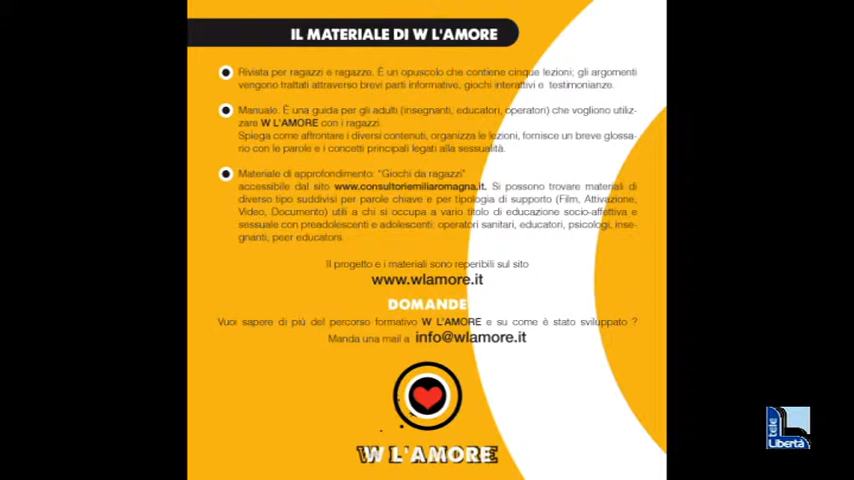 IL MATERIALE DI W L'AMORE
Rivista per ragazzi e ragazze. È un opuscolo che contiene cinque lezioni; gli argomenti
vengono trattati attraverso brevi parti informative, giochi interattivi e testimonianze.
Manuale. È una guida per gli adulti (insegnanti, educatori, operatori) che vogliono utiliz-
zare W L'AMORE con i ragazzi.
Spiega come affrontare i diversi contenuti, organizza le lezioni, fornisce un breve glossa-
rio con le parole e i concetti principali legati alla sessualità.
Materiale di approfondimento: "Giochi da ragazzi"
accessibile dal sito www.consultoriemiliaromagna.it. Si possono trovare materiali di
diverso tipo suddivisi per parole chiave e per tipologia di supporto (Film, Attivazione,
Video, Documento) utili a chi si occupa a vario titolo di educazione socio-affettiva e
sessuale con preadolescenti e adolescenti: operatori sanitari, educatori, psicologi, inse-
gnanti, peer educators.
Il progetto e i materiali sono reperibili sul sito
www.wlamore.it
DOMANDE
Vuoi sapere di più del percorso formativo W L'AMORE e su come è stato sviluppato ?
Manda una mail a info@wlamore.it
W L'AMORE
tele Libertà